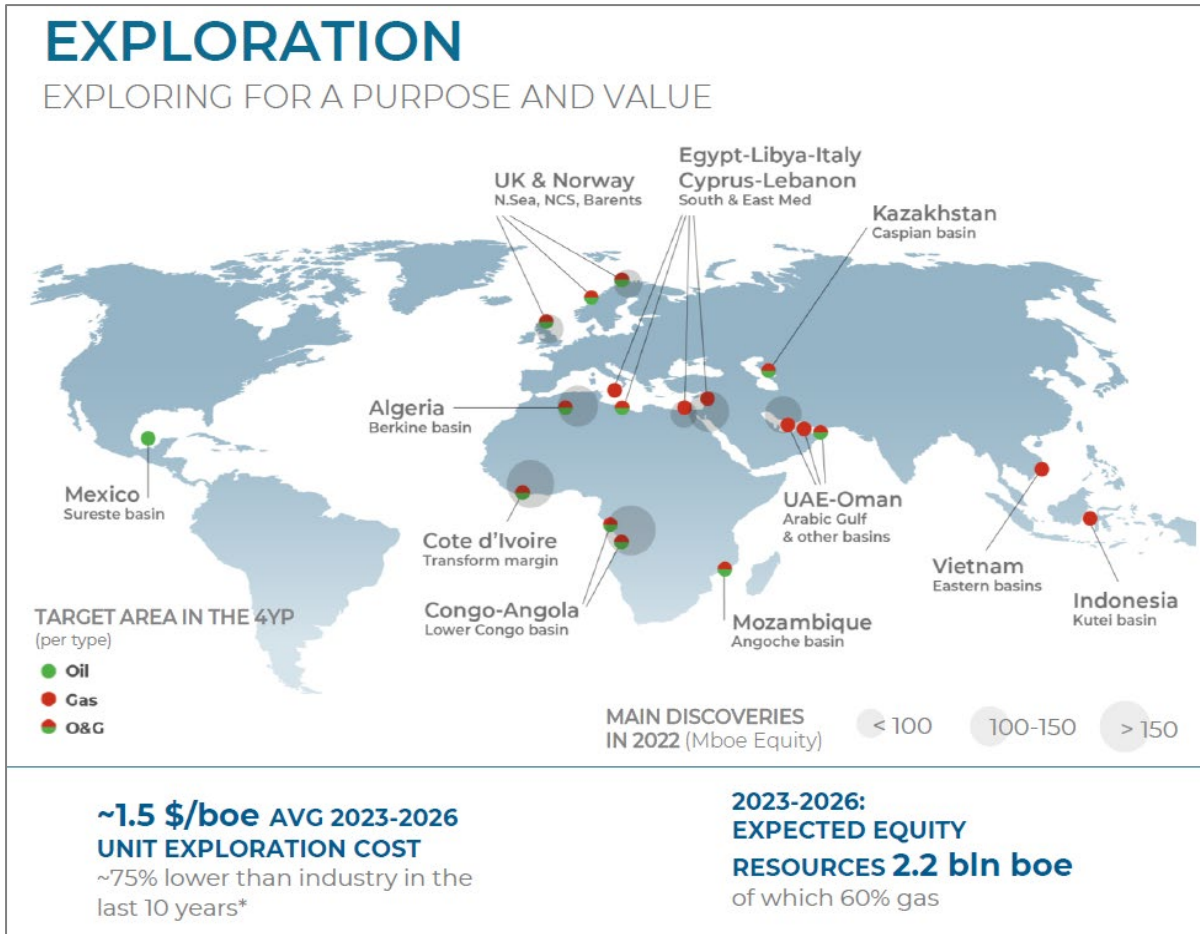 EXPLORATION
EXPLORING FOR A PURPOSE AND VALUE
UK & Norway
N.Sea, NCS, Barents
Egypt-Libya-Italy
Cyprus-Lebanon
South & East Med
Kazakhstan
Caspian basin
Algeria
Berkine basin
Mexico
Sureste basin
Cote d'Ivoire
Transform margin
UAE-Oman
Arabic Gulf
& other basins
Vietnam
Eastern basins
Indonesia
Kutei basin
Congo-Angola
Lower Congo basin
Mozambique
Angoche basin
TARGET AREA IN THE 4YP
(per type)
Oil
Gas
O&G
MAIN DISCOVERIES
IN 2022 (Mboe Equity)
< 100
100-150
> 150
~1.5 $/boe AVG 2023-2026
UNIT EXPLORATION COST
~75% lower than industry in the
last 10 years*
2023-2026:
EXPECTED EQUITY
RESOURCES 2.2 bln boe
of which 60% gas